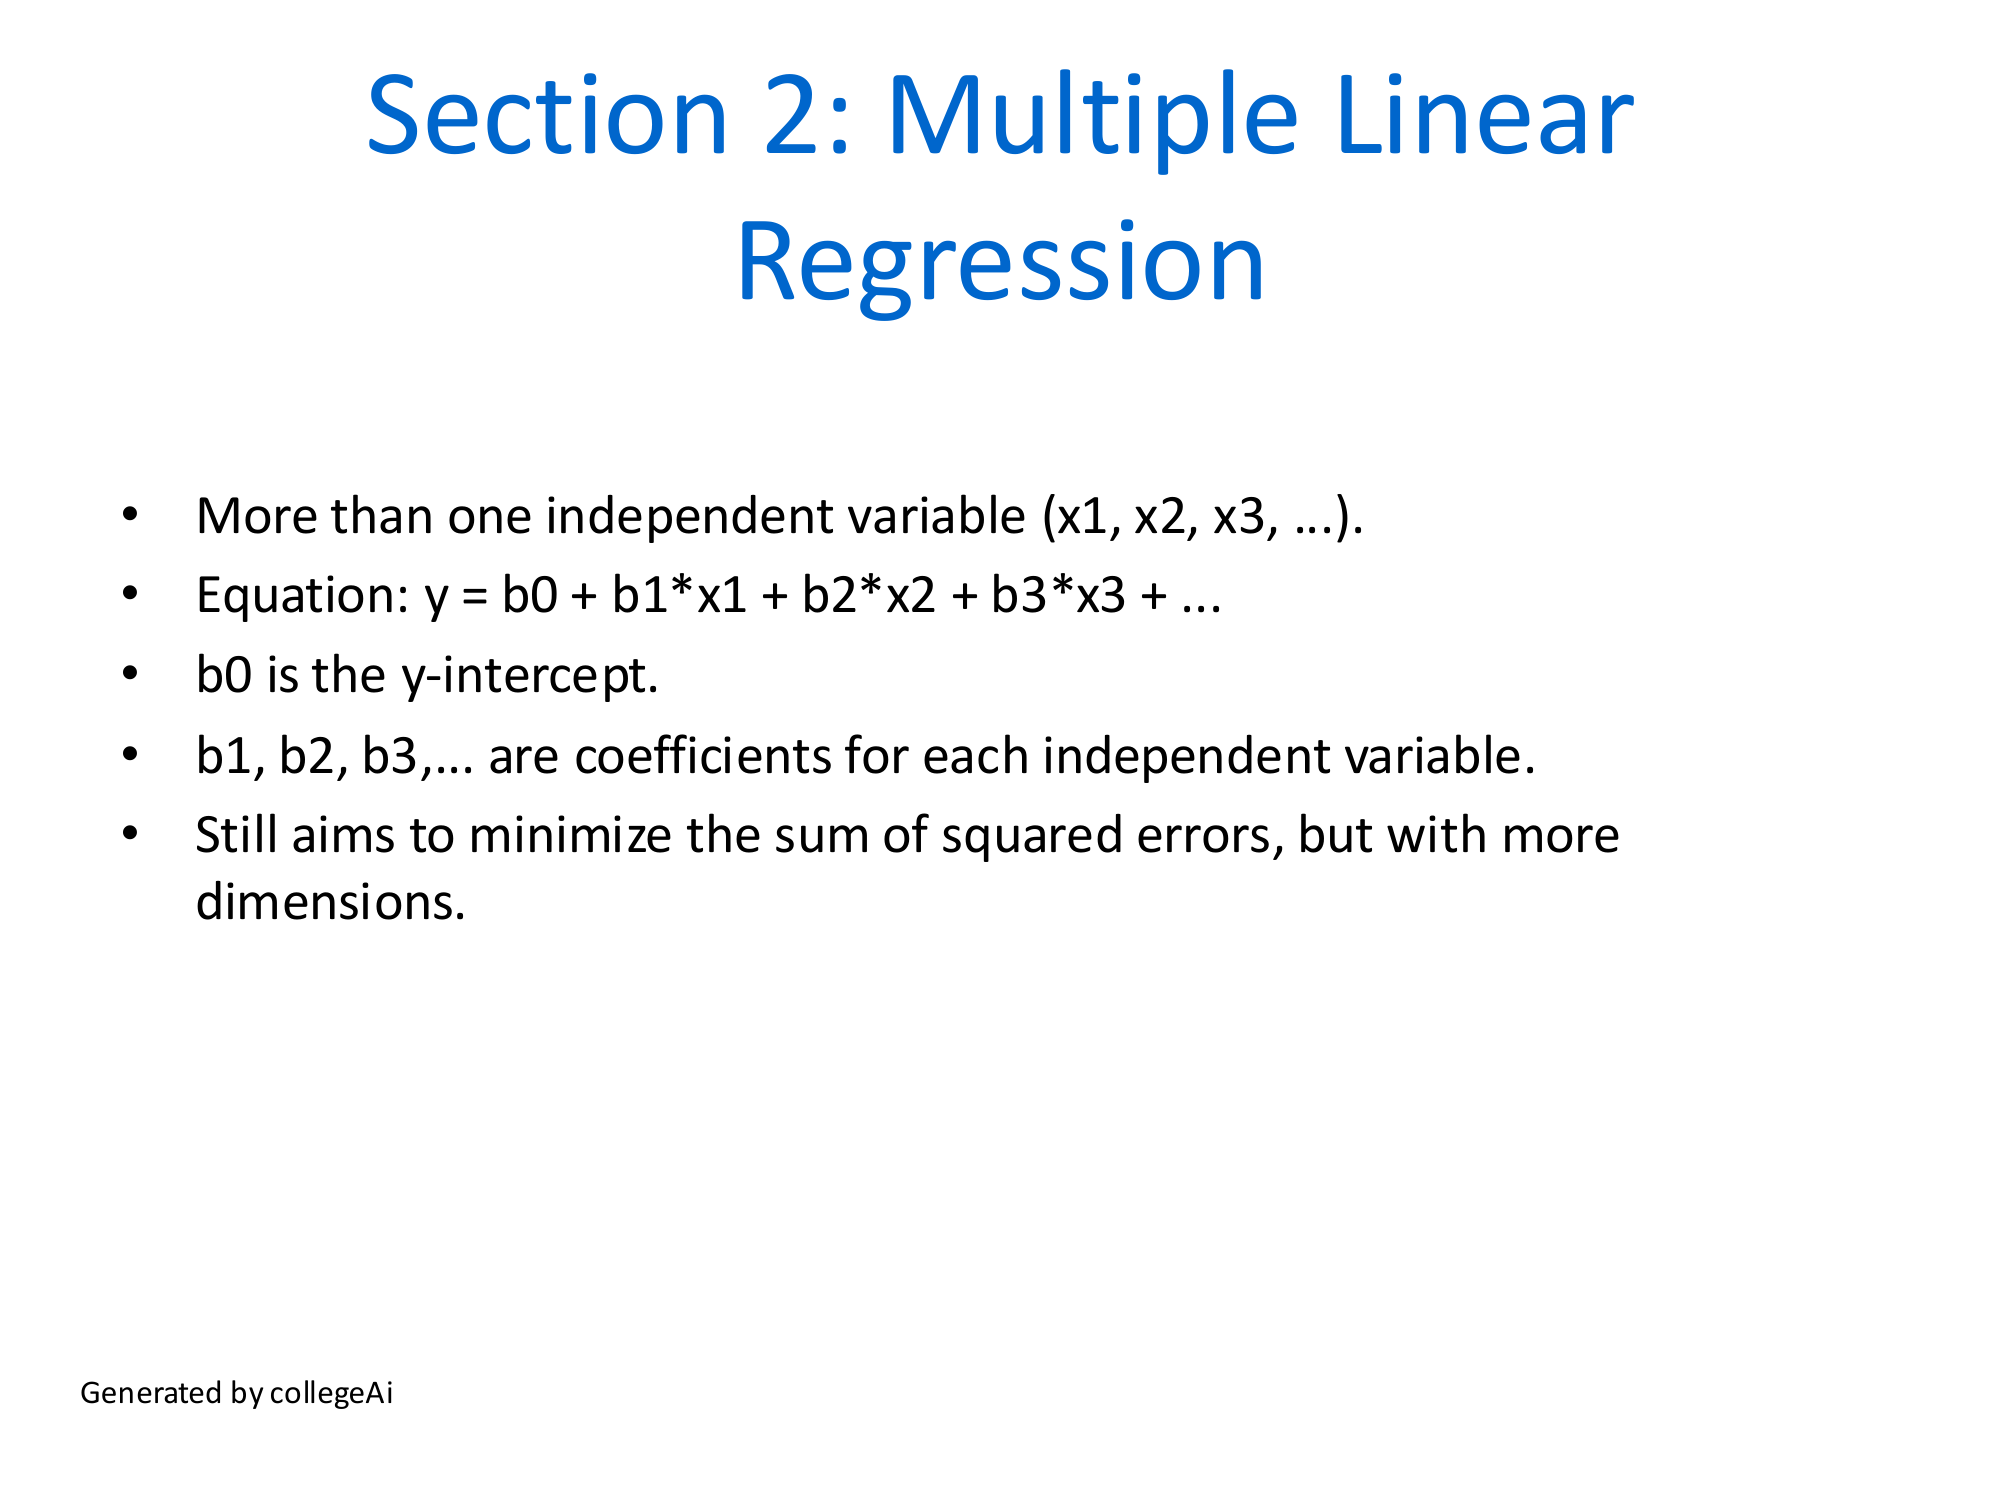 Section 2: Multiple Linear
Regression
• More than one independent variable (x1, x2, x3, ...).
• Equation: y = b0 + b1*x1 + b2*x2 + b3*x3 + ...
• b0 is the y-intercept.
• b1, b2, b3,... are coefficients for each independent variable.
• Still aims to minimize the sum of squared errors, but with more
dimensions.
Generated by collegeAi